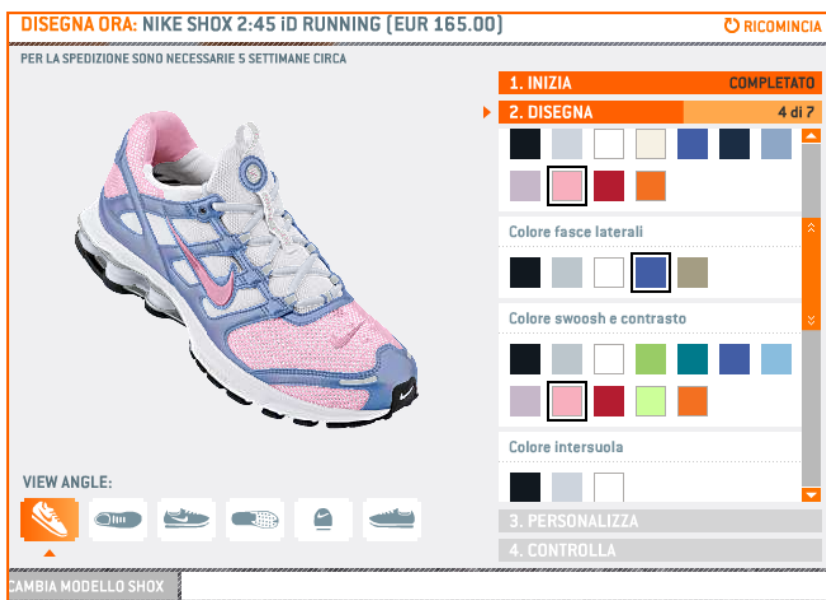 DISEGNA ORA: NIKE SHOX 2:45 iD RUNNING (EUR 165.00)
RICOMINCIA
PER LA SPEDIZIONE SONO NECESSARIE 5 SETTIMANE CIRCA
1. INIZIA COMPLETATO
2. DISEGNA 4 di 7
Colore fasce laterali
Colore swoosh e contrasto
Colore intersuola
VIEW ANGLE:
3. PERSONALIZZA
4. CONTROLLA
CAMBIA MODELLO SHOX